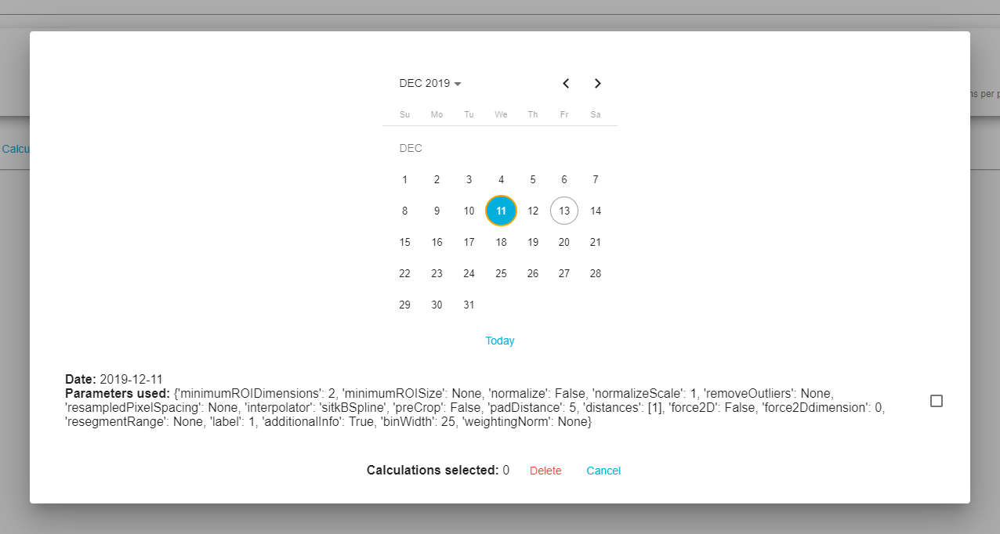 DEC 2019
Su Mo Tu We Th Fr Sa
ns per p
DEC
Calcu
1 2 3 4 5 6 7
8 9 10 11 12 13 14
15 16 17 18 19 20 21
22 23 24 25 26 27 28
29 30 31
Today
Date: 2019-12-11
Parameters used: {'minimumROIDimensions': 2, 'minimumROISize': None, 'normalize': False, 'normalizeScale': 1, 'removeOutliers': None,
'resampledPixelSpacing': None, 'interpolator': 'sitkBSpline', 'preCrop': False, 'padDistance': 5, 'distances': [1], 'force2D': False, 'force2Ddimension': 0,
'resegmentRange': None, 'label': 1, 'additionalInfo': True, 'binWidth': 25, 'weightingNorm': None}
Calculations selected: 0 Delete Cancel